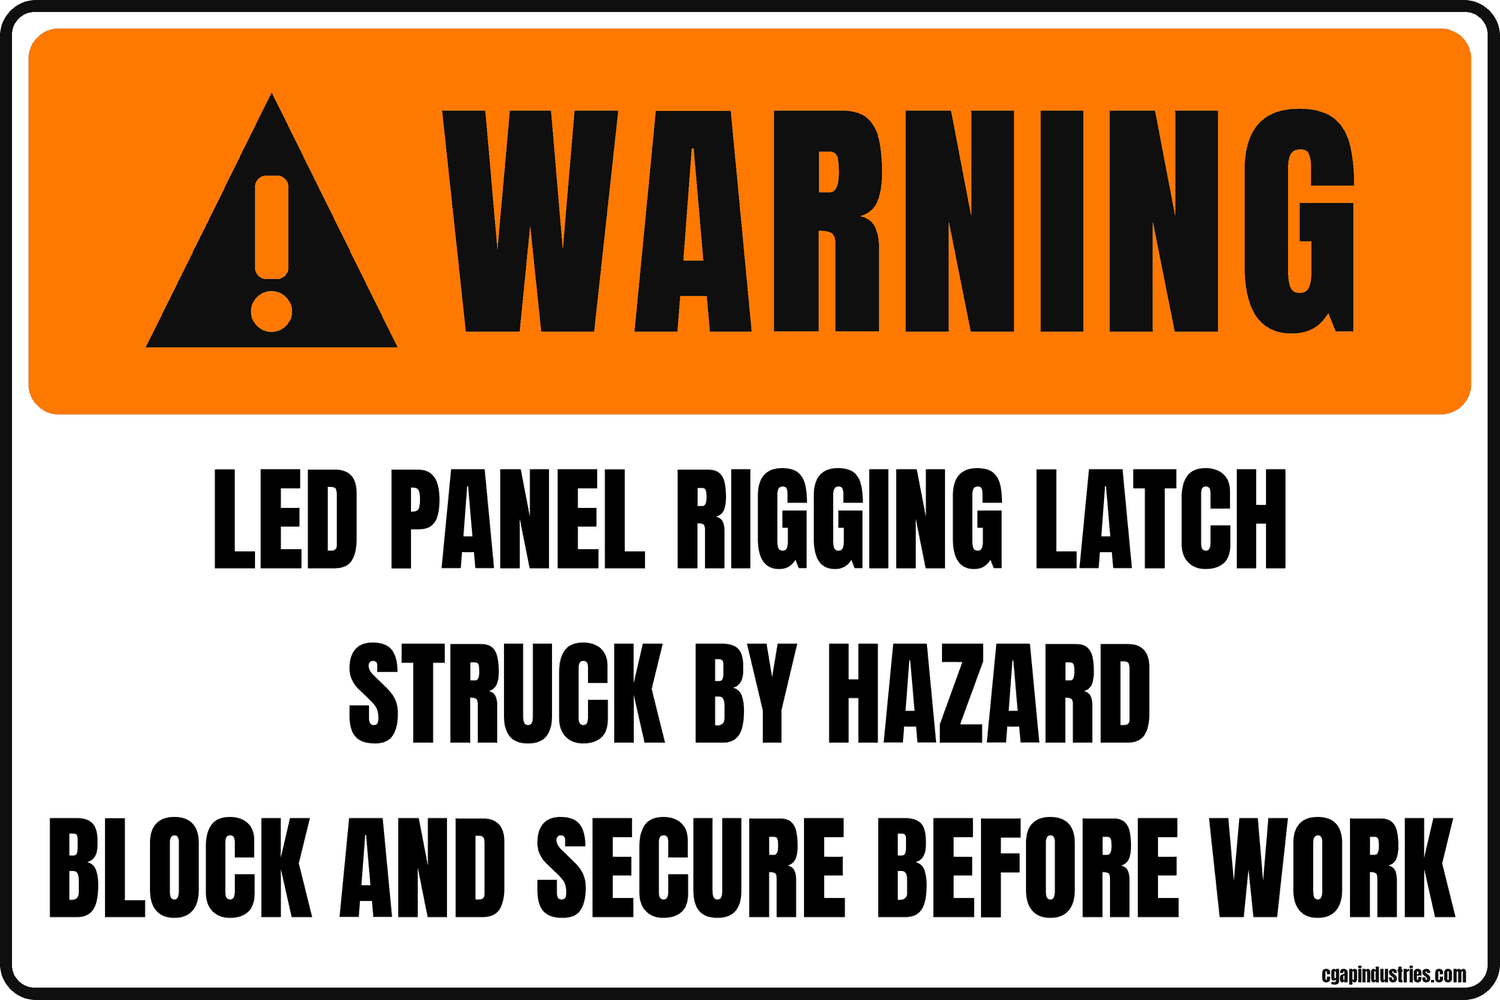 WARNING
LED PANEL RIGGING LATCH
STRUCK BY HAZARD
BLOCK AND SECURE BEFORE WORK
cgapindustries.com